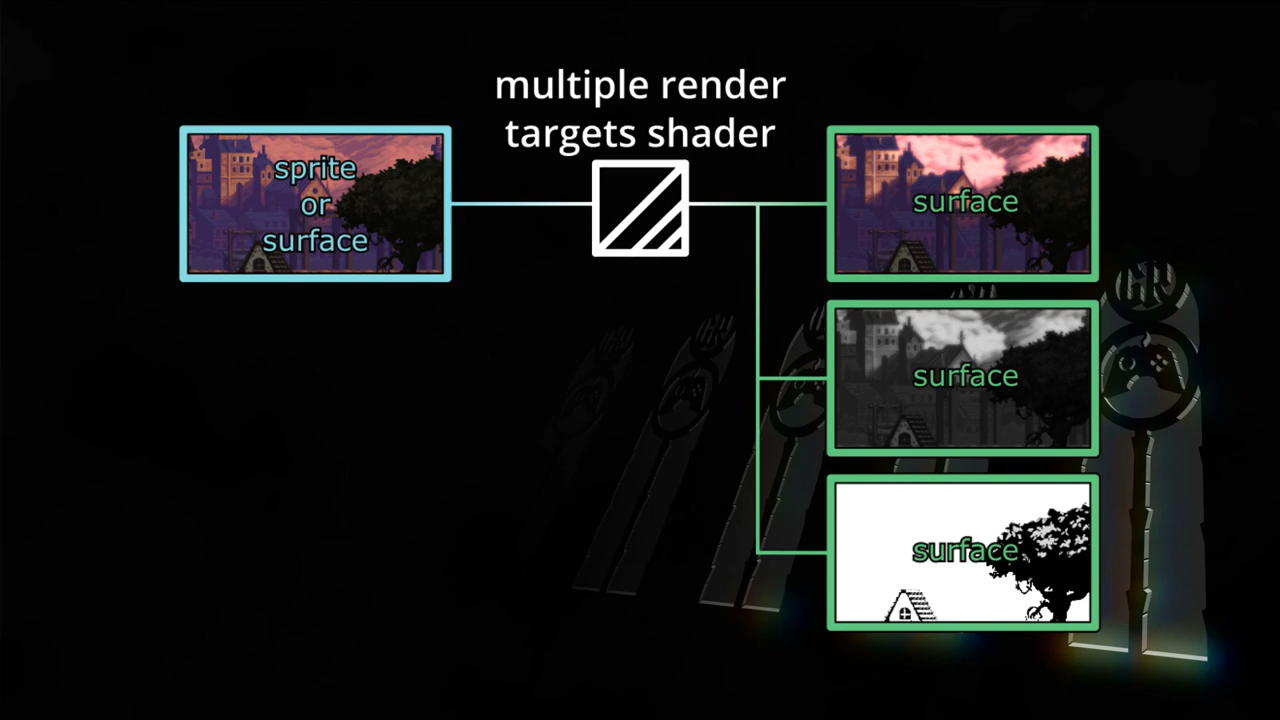 multiple render
targets shader
sprite
or
surface
surface
surface
surface